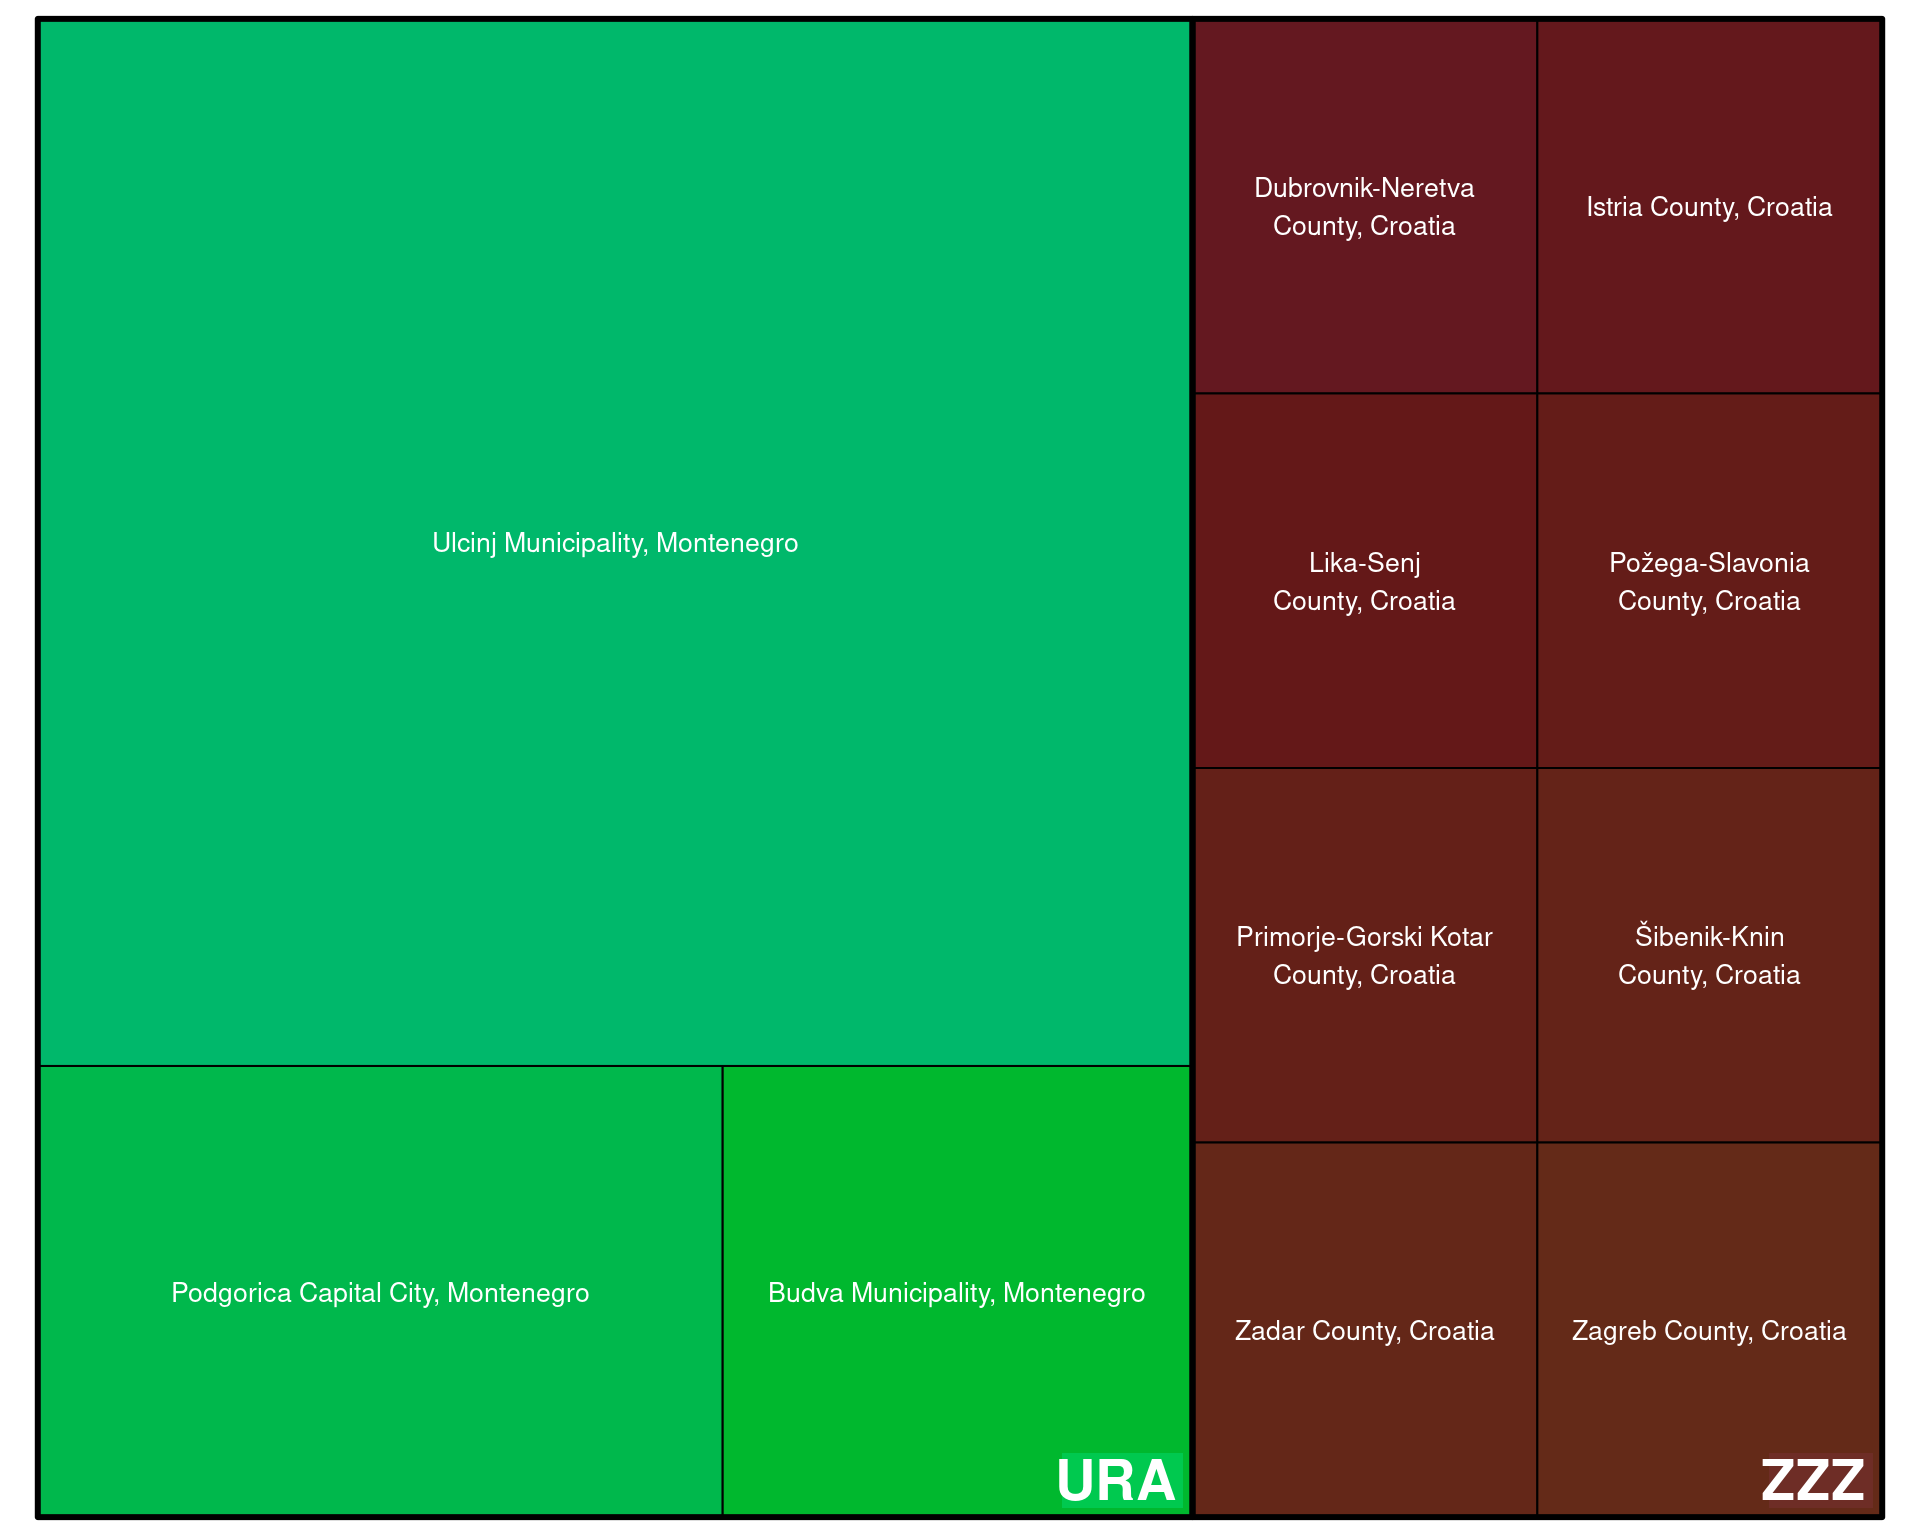 Ulcinj Municipality, Montenegro
Podgorica Capital City, Montenegro
Budva Municipality, Montenegro
URA
Dubrovnik-Neretva
County, Croatia
Istria County, Croatia
Lika-Senj
County, Croatia
Požega-Slavonia
County, Croatia
Primorje-Gorski Kotar
County, Croatia
Šibenik-Knin
County, Croatia
Zadar County, Croatia
Zagreb County, Croatia
ZZZ